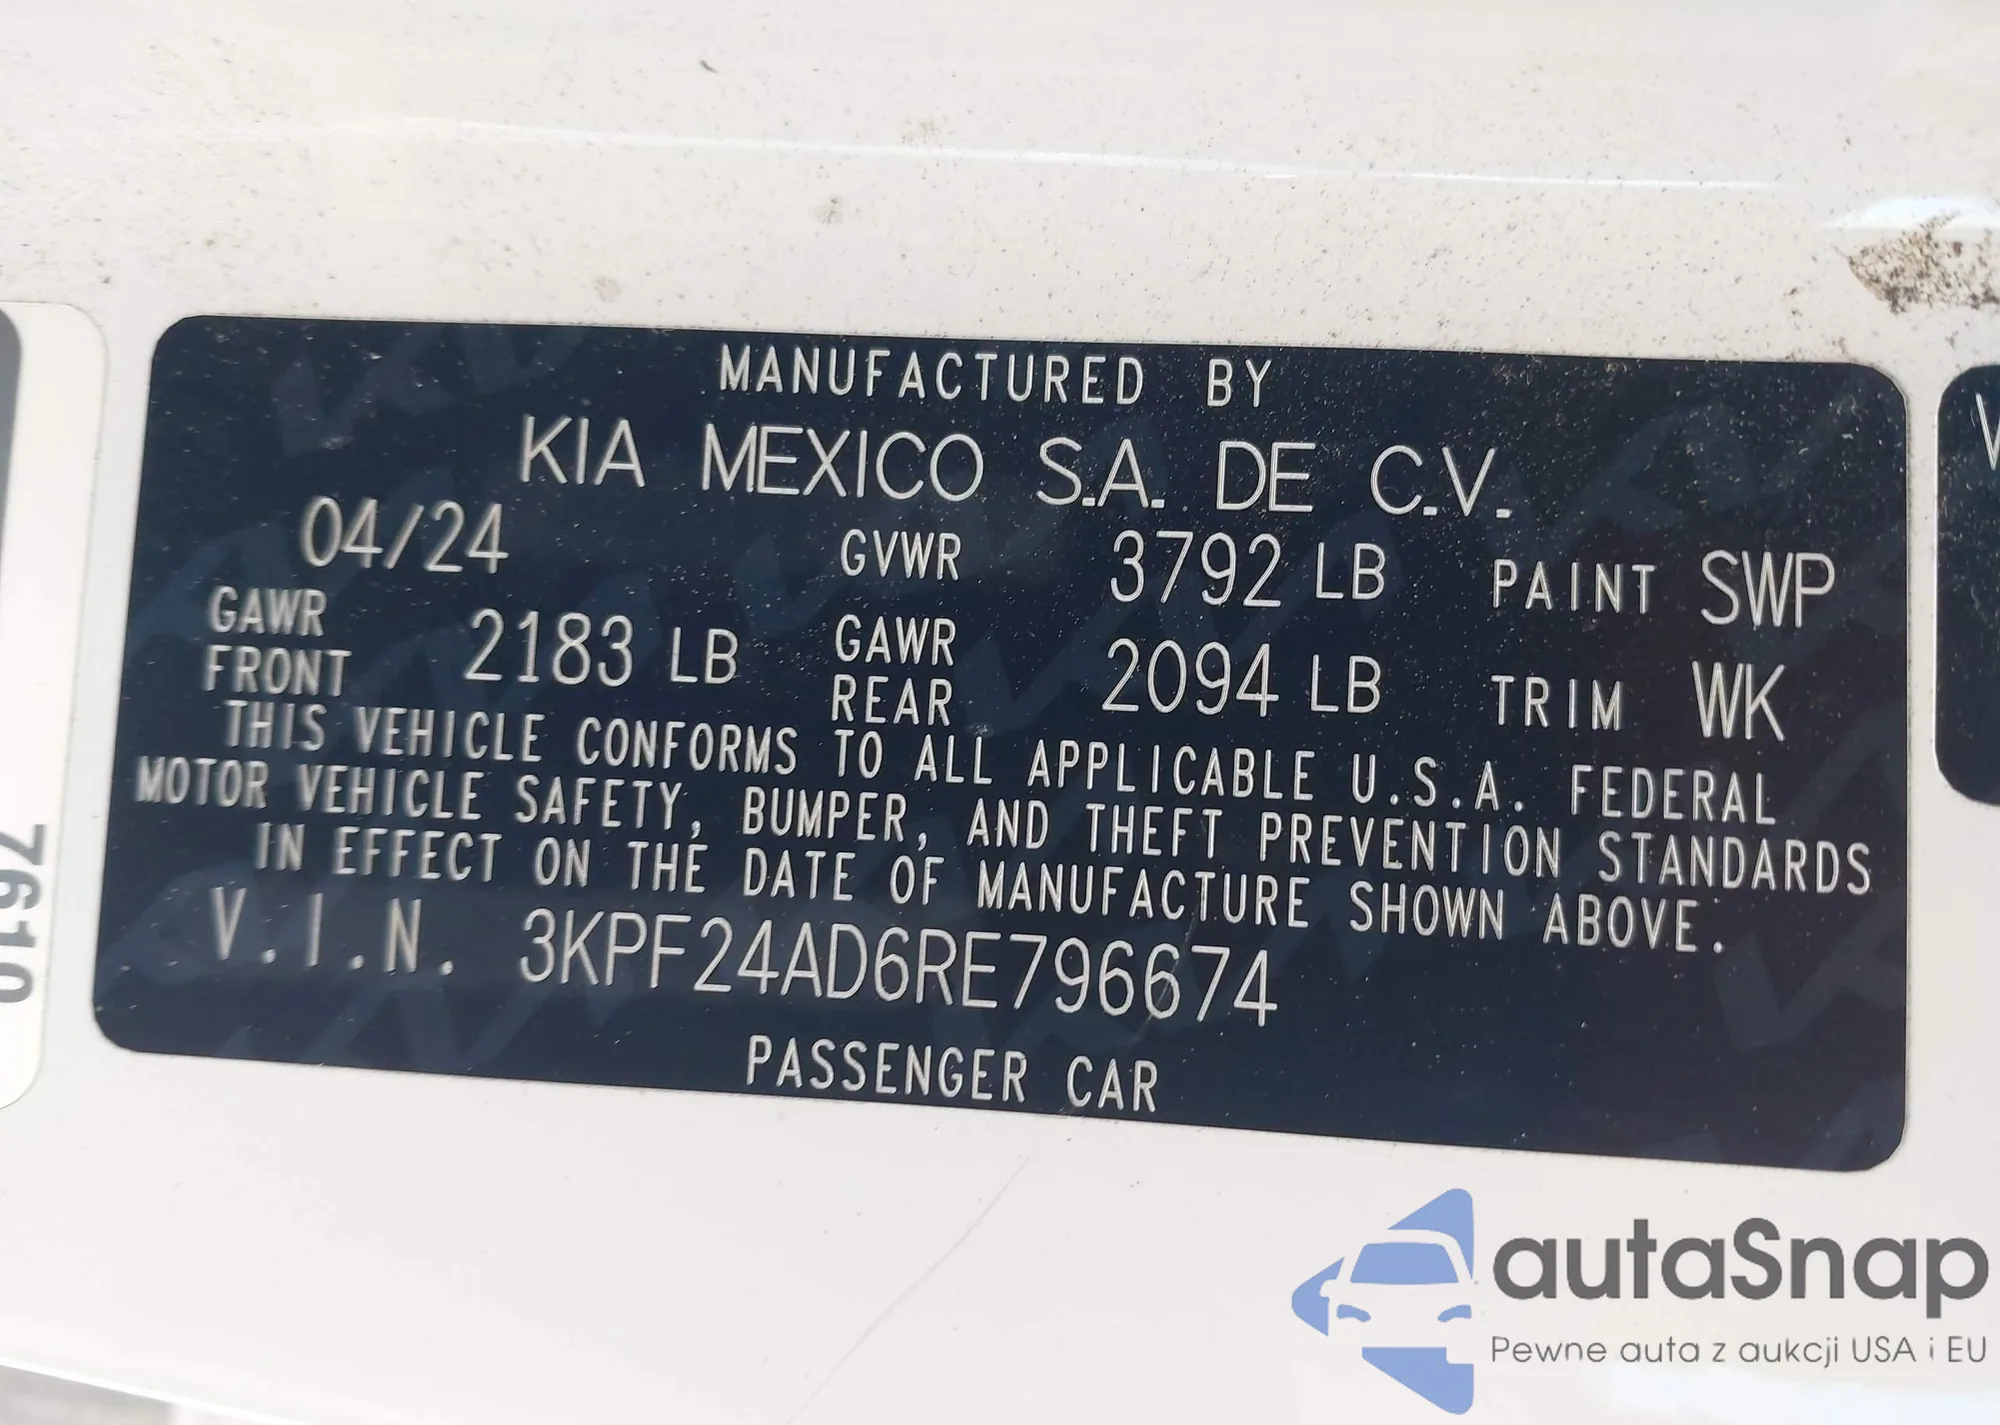 MANUFACTURED BY
KIA MEXICO S.A. DE C.V.
04/24 GVWR 3792 LB PAINT SWP
GAWR FRONT 2183 LB GAWR REAR 2094 LB TRIM WK
THIS VEHICLE CONFORMS TO ALL APPLICABLE U.S.A. FEDERAL
MOTOR VEHICLE SAFETY, BUMPER, AND THEFT PREVENTION STANDARDS
IN EFFECT ON THE DATE OF MANUFACTURE SHOWN ABOVE.
V.I.N. 3KPF24AD6RE796674
PASSENGER CAR
7610
autaSnap
Pewne auta z aukcji USA i EU